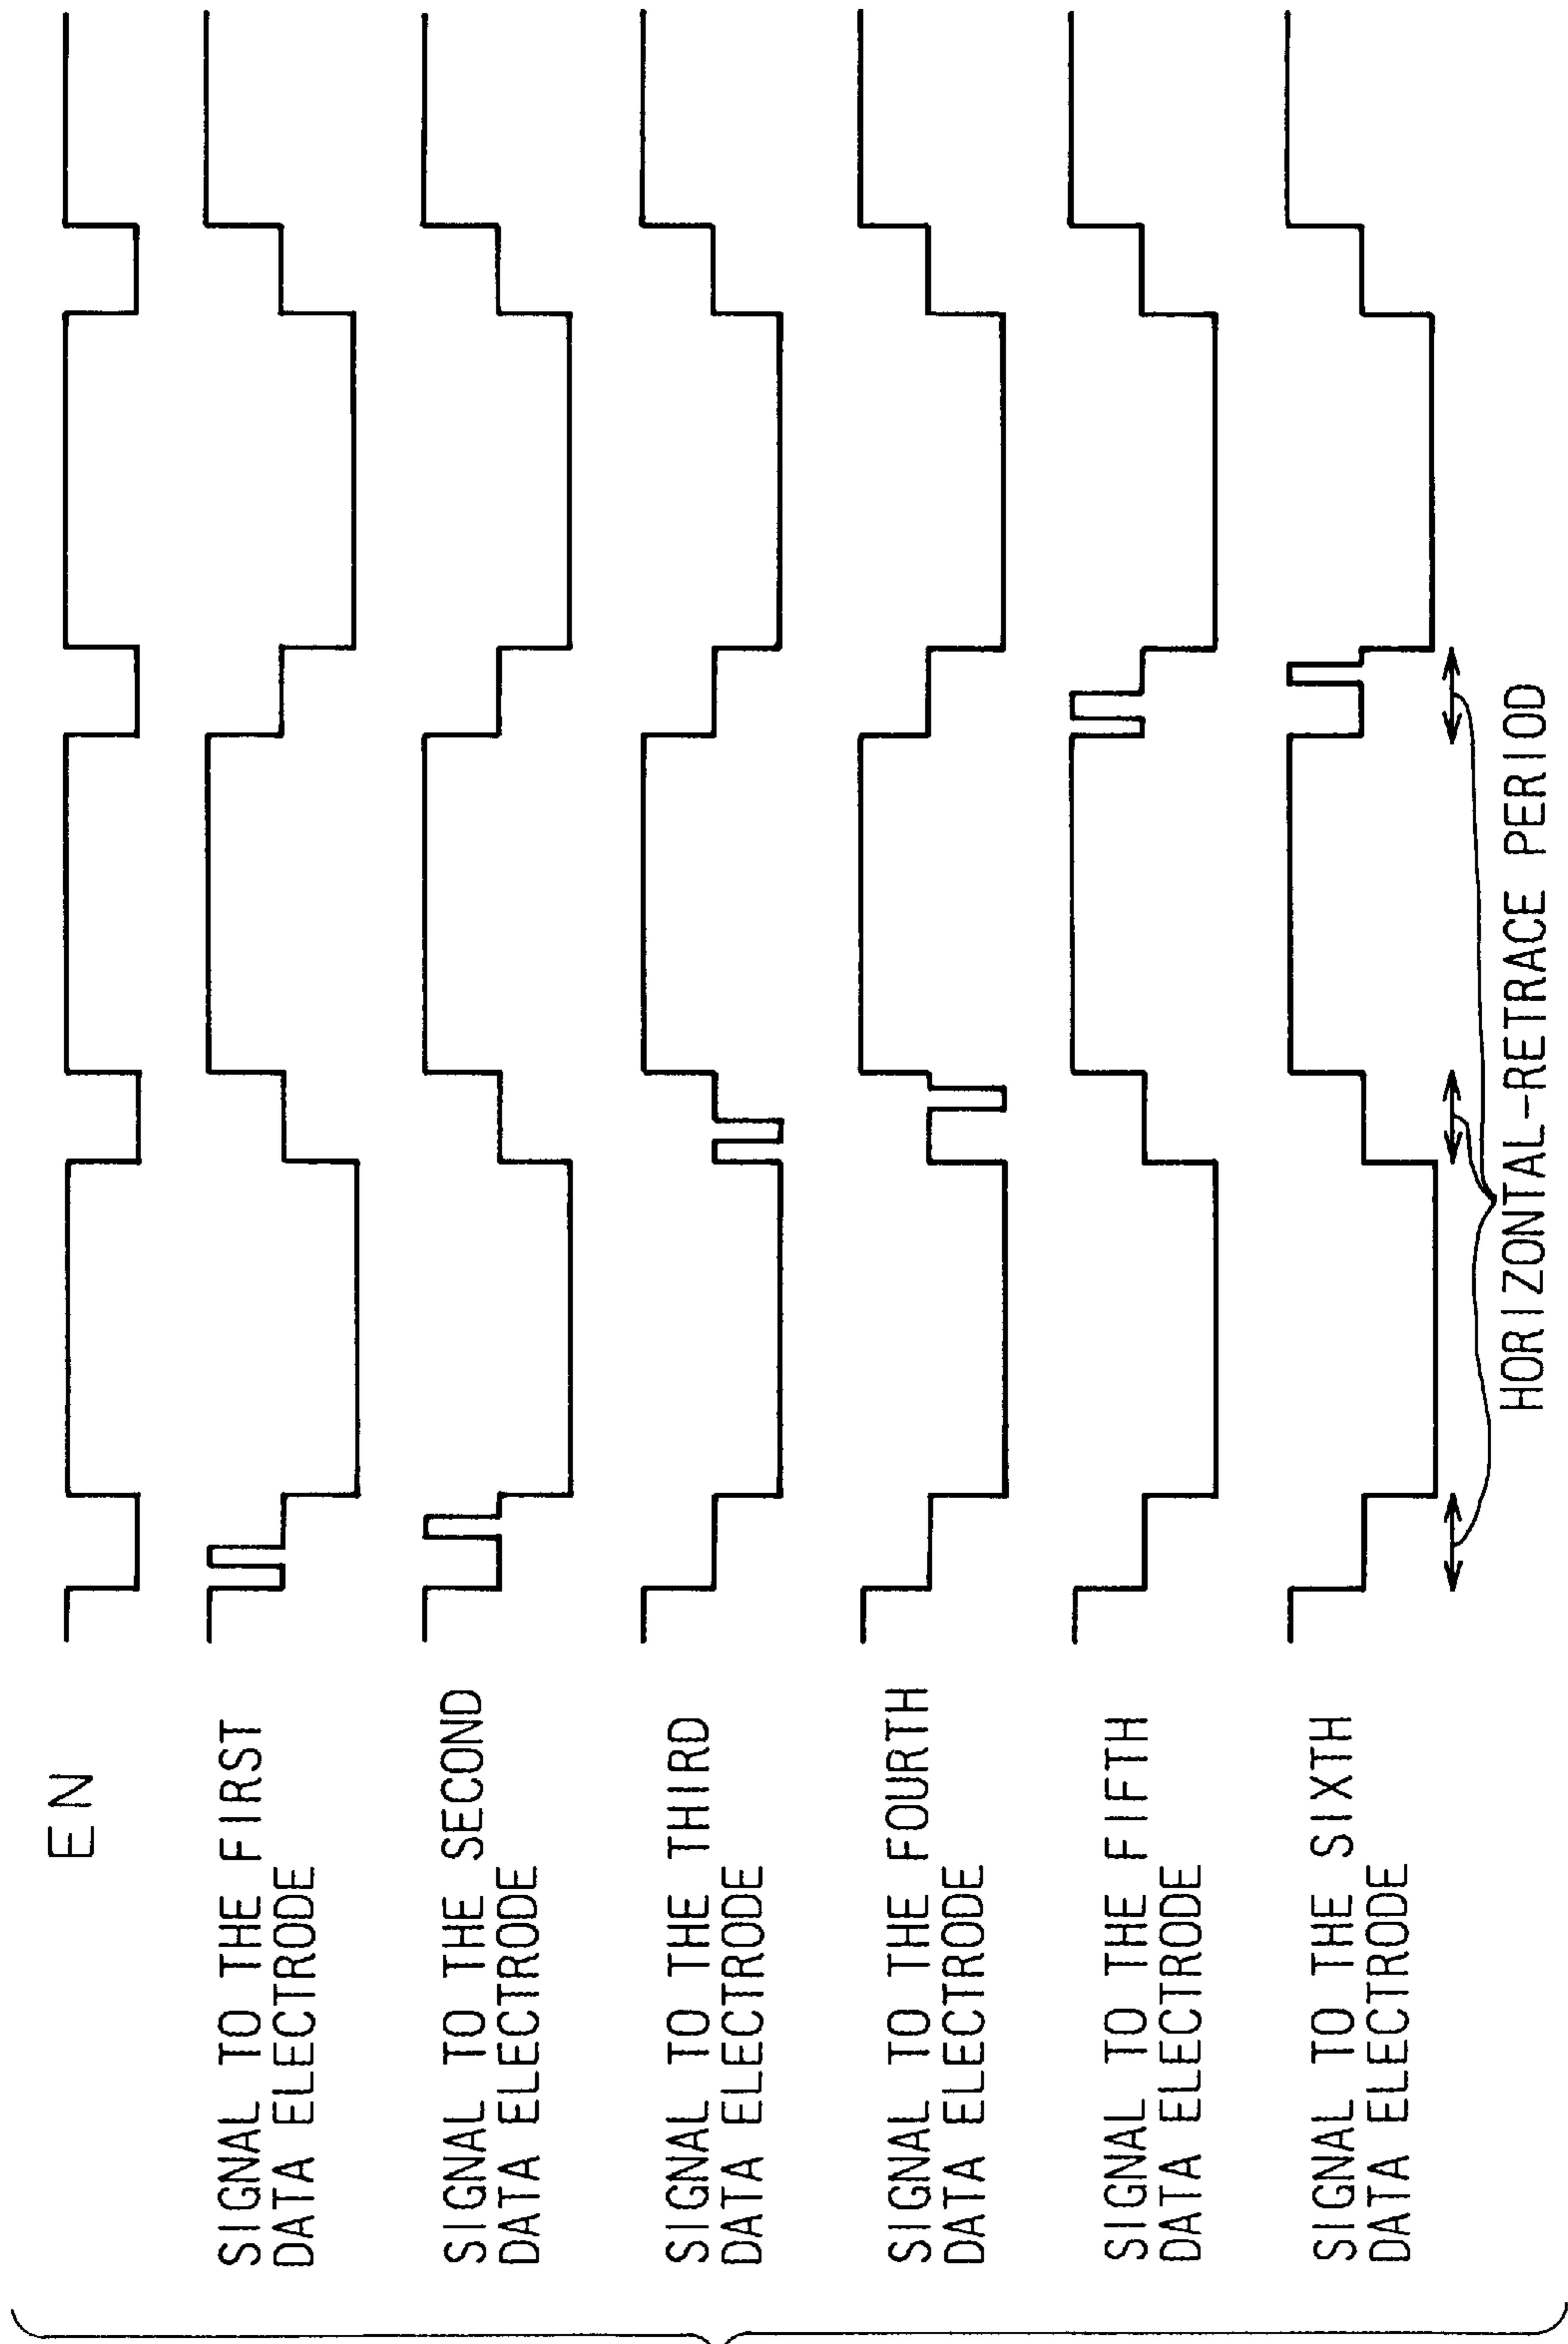 EN
SIGNAL TO THE FIRST
DATA ELECTRODE
SIGNAL TO THE SECOND
DATA ELECTRODE
SIGNAL TO THE THIRD
DATA ELECTRODE
SIGNAL TO THE FOURTH
DATA ELECTRODE
SIGNAL TO THE FIFTH
DATA ELECTRODE
SIGNAL TO THE SIXTH
DATA ELECTRODE
HORIZONTAL-RETRACE PERIOD